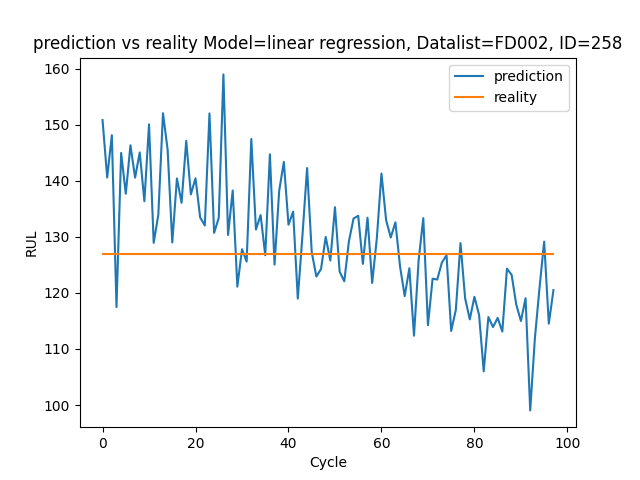 prediction vs reality Model=linear regression, Datalist=FD002, ID=258
prediction
reality
160
150
140
130
120
110
100
RUL
0 20 40 60 80 100
Cycle